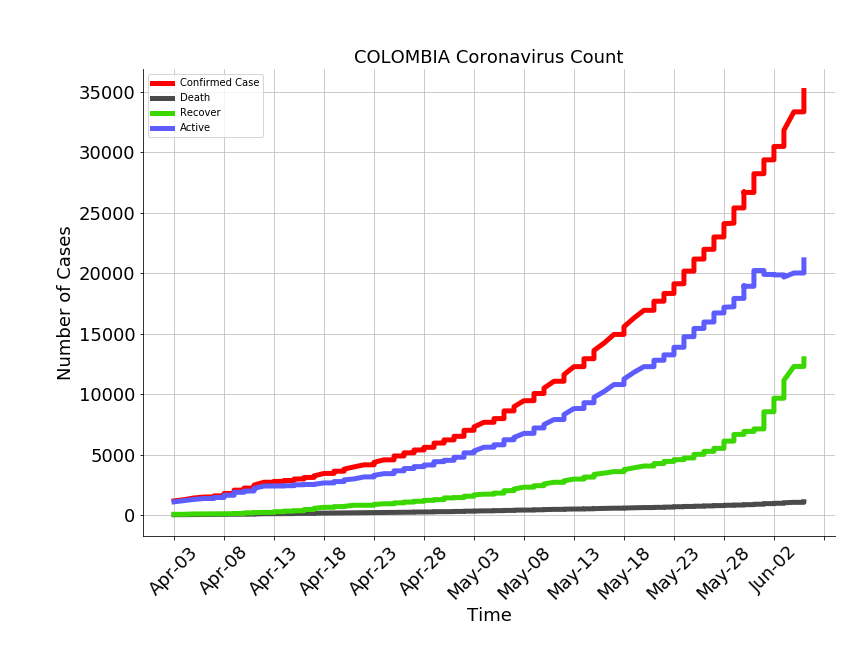 COLOMBIA Coronavirus Count
Confirmed Case
Death
Recover
Active
Number of Cases
35000
30000
25000
20000
15000
10000
5000
0
Apr-03 Apr-08 Apr-13 Apr-18 Apr-23 Apr-28 May-03 May-08 May-13 May-18 May-23 May-28 Jun-02
Time